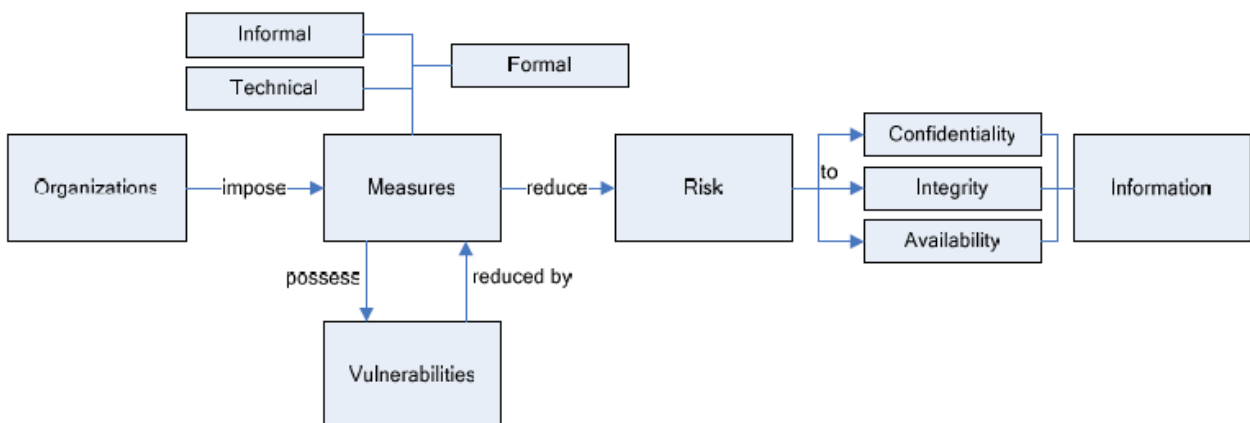 Informal
Formal
Technical
Organizations
impose
Measures
reduce
Risk
to
Confidentiality
Integrity
Availability
Information
possess
reduced by
Vulnerabilities